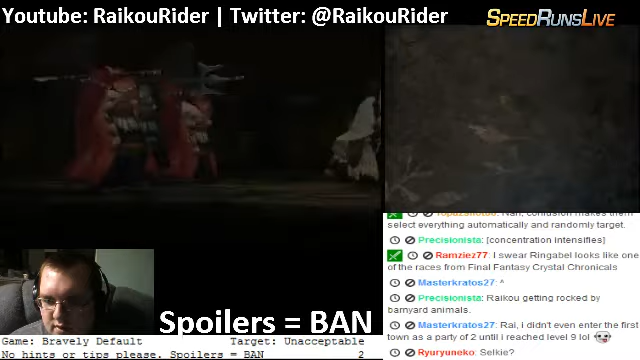 Youtube: RaikouRider | Twitter: @RaikouRider
SPEEDRUNSLIVE
select everything automatically and randomly target.
Precisionista: [concentration intensifies]
Ramziez77: I swear Ringabel looks like one
of the races from Final Fantasy Crystal Chronicals
Masterkratos27: ^
Precisionista: Raikou getting rocked by
barnyard animals.
Masterkratos27: Rai, i didn't even enter the first
town as a party of 2 until i reached level 9 lol
Ryuryuneko: Selkie?
Spoilers = BAN
Game: Bravely Default Target: Unacceptable
No hints or tips please. Spoilers = BAN 2